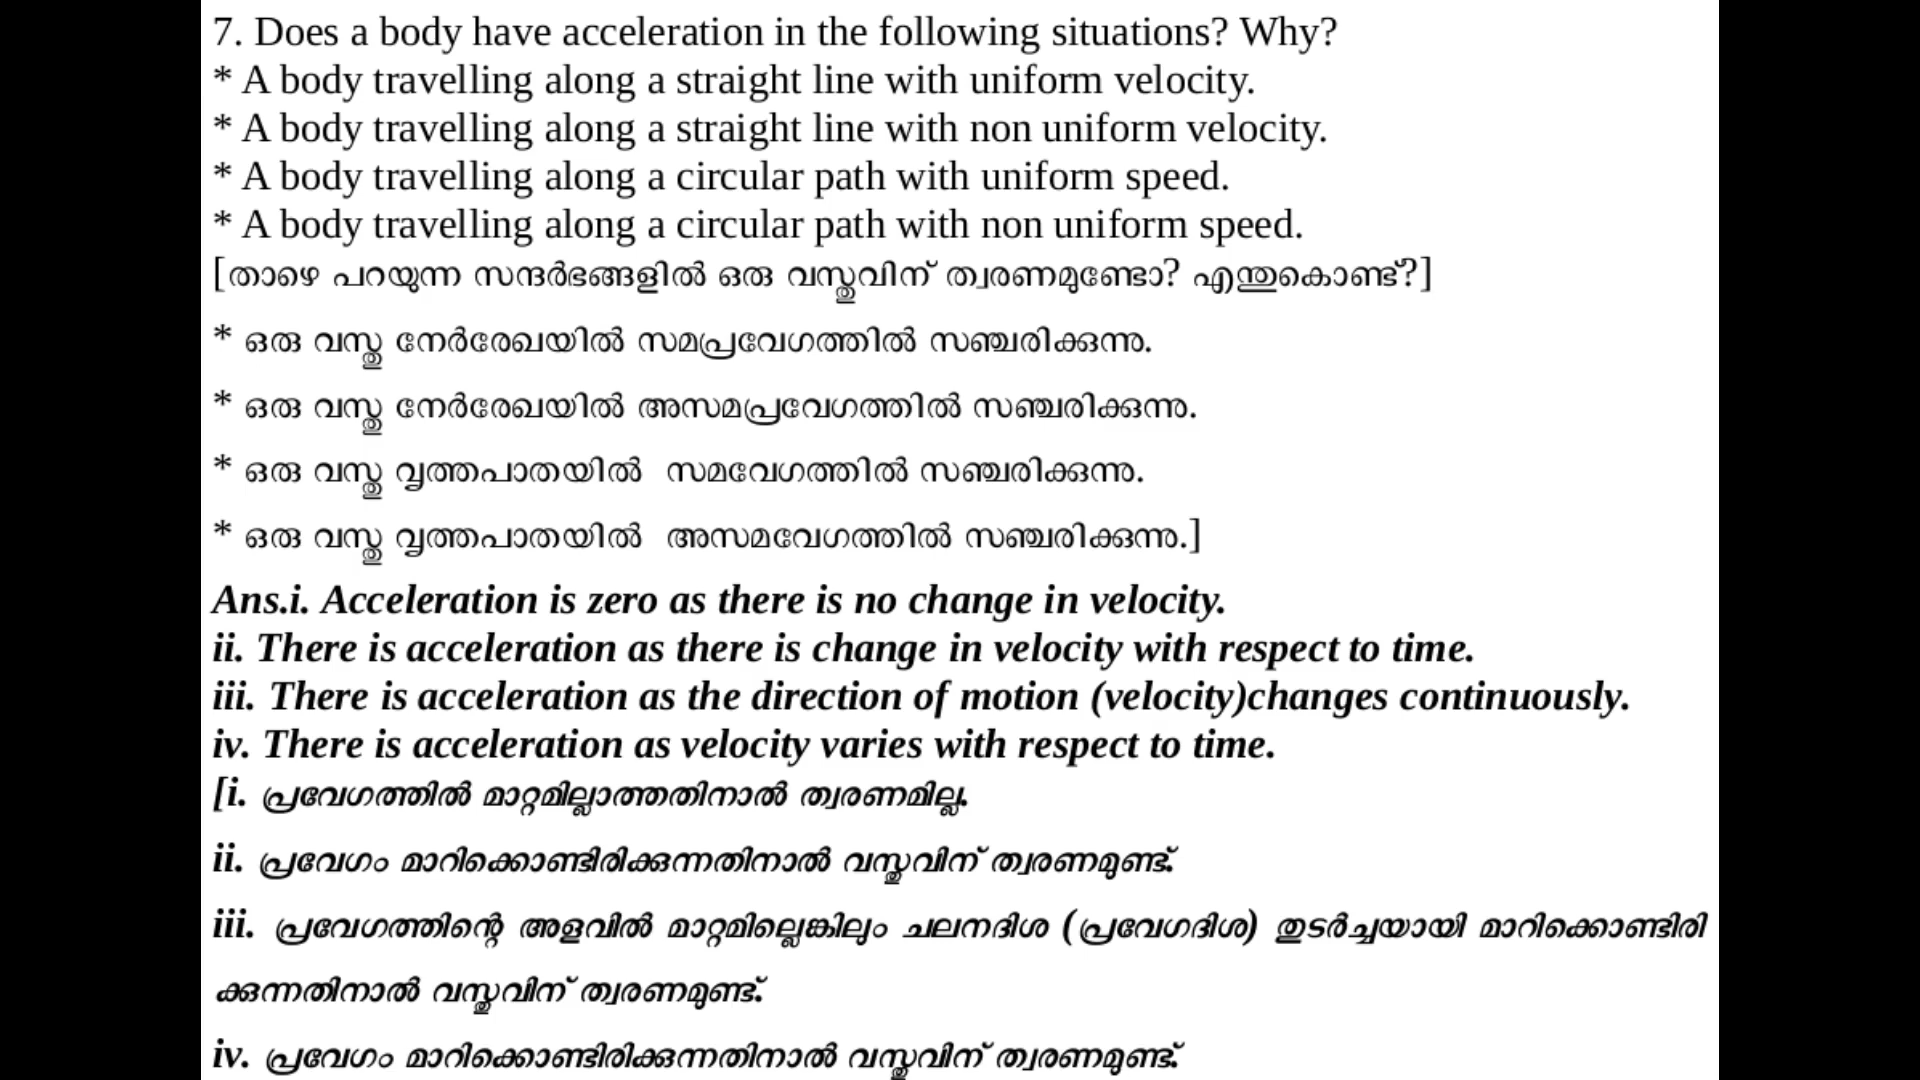 7. Does a body have acceleration in the following situations? Why?
* A body travelling along a straight line with uniform velocity.
* A body travelling along a straight line with non uniform velocity.
* A body travelling along a circular path with uniform speed.
* A body travelling along a circular path with non uniform speed.
[താഴെ പറയുന്ന സന്ദർഭങ്ങളിൽ ഒരു വസ്തുവിന് ത്വരണമുണ്ടോ? എന്തുകൊണ്ട്?]
* ഒരു വസ്തു നേർരേഖയിൽ സമപ്രവേഗത്തിൽ സഞ്ചരിക്കുന്നു.
* ഒരു വസ്തു നേർരേഖയിൽ അസമപ്രവേഗത്തിൽ സഞ്ചരിക്കുന്നു.
* ഒരു വസ്തു വൃത്തപാതയിൽ സമവേഗത്തിൽ സഞ്ചരിക്കുന്നു.
* ഒരു വസ്തു വൃത്തപാതയിൽ അസമവേഗത്തിൽ സഞ്ചരിക്കുന്നു.]
Ans.i. Acceleration is zero as there is no change in velocity.
ii. There is acceleration as there is change in velocity with respect to time.
iii. There is acceleration as the direction of motion (velocity)changes continuously.
iv. There is acceleration as velocity varies with respect to time.
[i. പ്രവേഗത്തിൽ മാറ്റമില്ലാത്തതിനാൽ ത്വരണമില്ല.
ii. പ്രവേഗം മാറിക്കൊണ്ടിരിക്കുന്നതിനാൽ വസ്തുവിന് ത്വരണമുണ്ട്.
iii. പ്രവേഗത്തിന്റെ അളവിൽ മാറ്റമില്ലെങ്കിലും ചലനദിശ (പ്രവേഗദിശ) തുടർച്ചയായി മാറിക്കൊണ്ടിരി
ക്കുന്നതിനാൽ വസ്തുവിന് ത്വരണമുണ്ട്.
iv. പ്രവേഗം മാറിക്കൊണ്ടിരിക്കുന്നതിനാൽ വസ്തുവിന് ത്വരണമുണ്ട്.